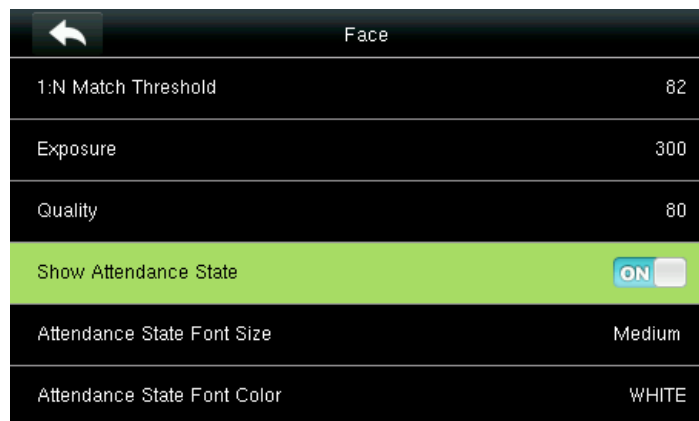 Face
1:N Match Threshold 82
Exposure 300
Quality 80
Show Attendance State ON
Attendance State Font Size Medium
Attendance State Font Color WHITE